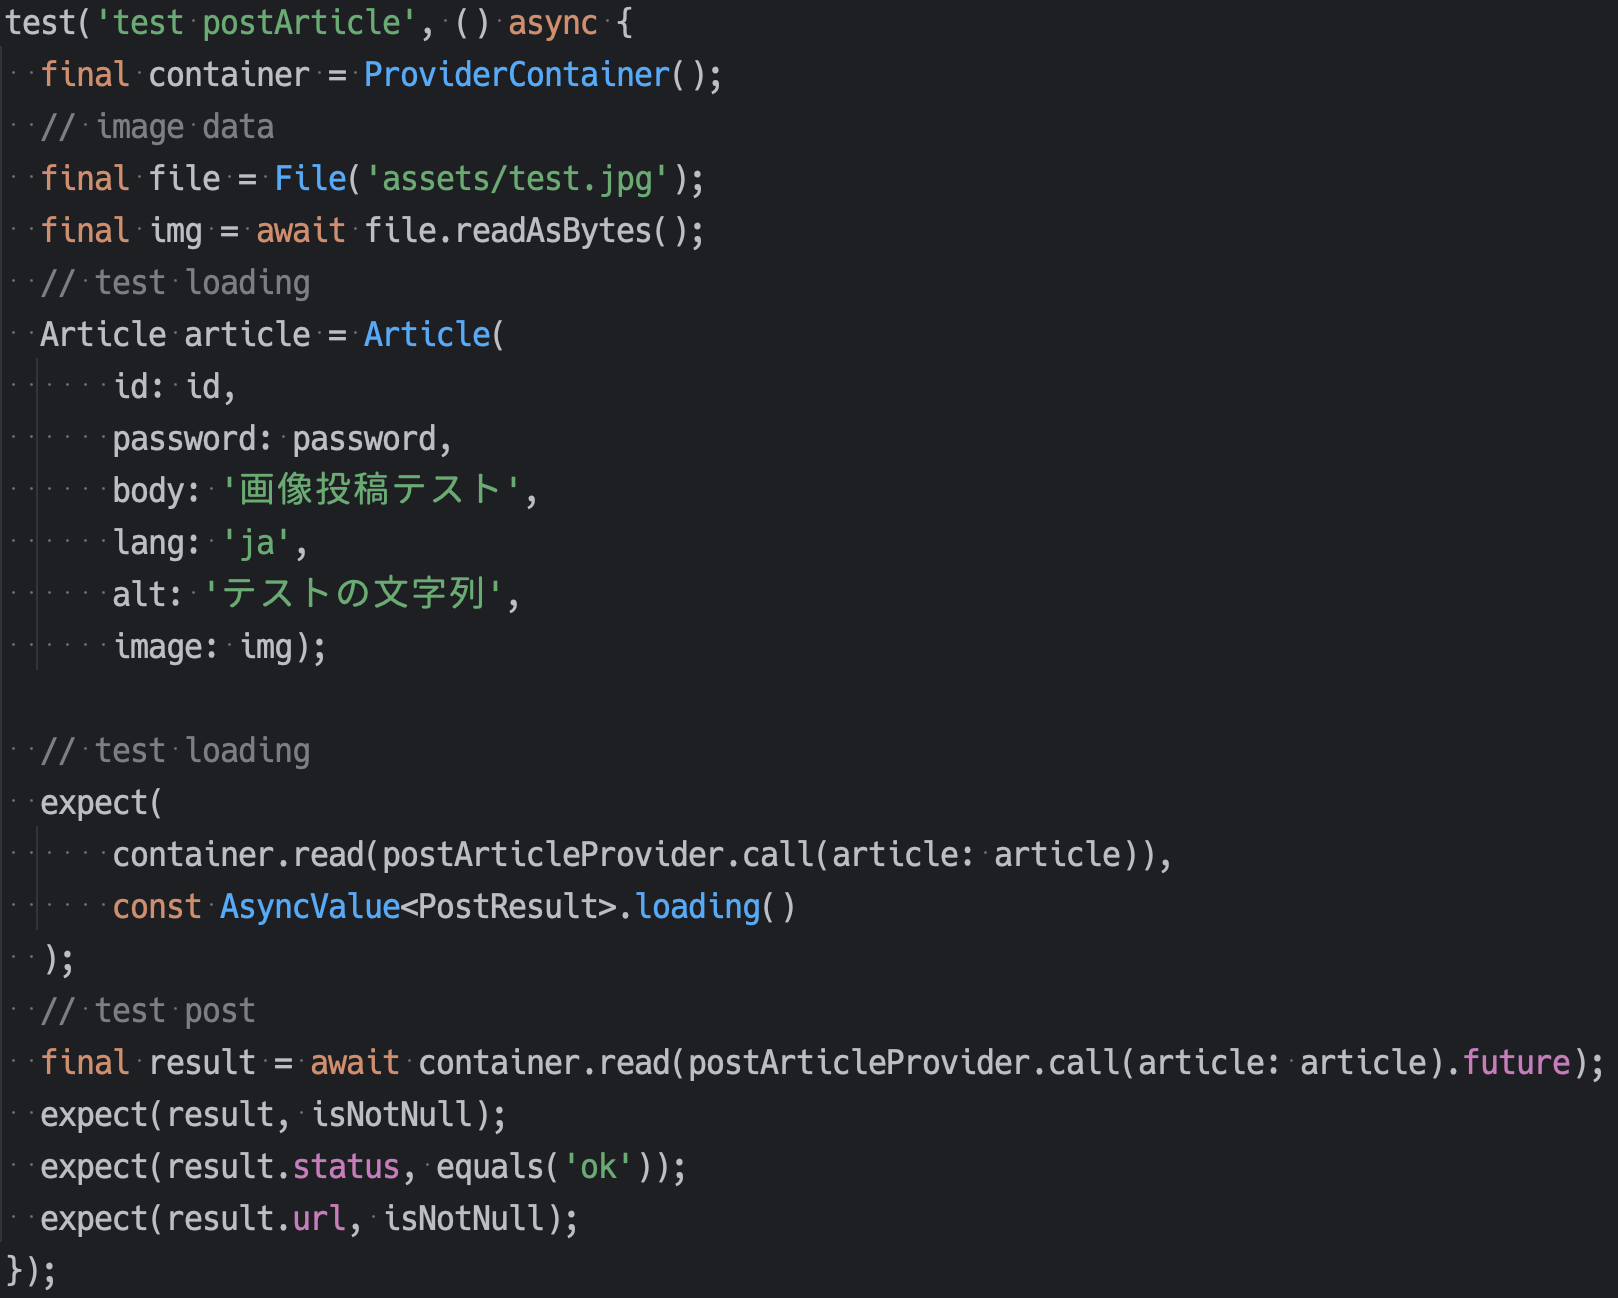 test('test postArticle', () async {
  final container = ProviderContainer();
  // image data
  final file = File('assets/test.jpg');
  final img = await file.readAsBytes();
  // test loading
  Article article = Article(
      id: id,
      password: password,
      body: '画像投稿テスト',
      lang: 'ja',
      alt: 'テストの文字列',
      image: img);

  // test loading
  expect(
      container.read(postArticleProvider.call(article: article)),
      const AsyncValue<PostResult>.loading()
  );
  // test post
  final result = await container.read(postArticleProvider.call(article: article).future);
  expect(result, isNotNull);
  expect(result.status, equals('ok'));
  expect(result.url, isNotNull);
});